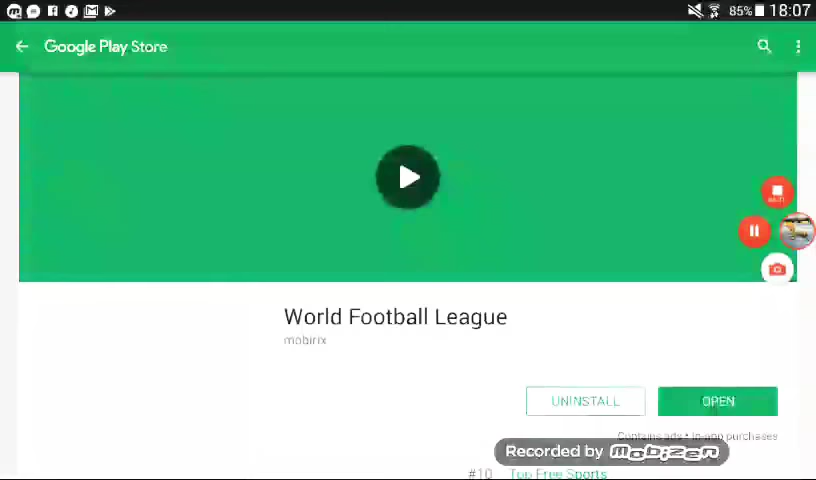 85% 18:07
Google Play Store
World Football League
mobirix
UNINSTALL OPEN
Contains ads • In-app purchases
Recorded by mobizen
#10 Top Free Sports